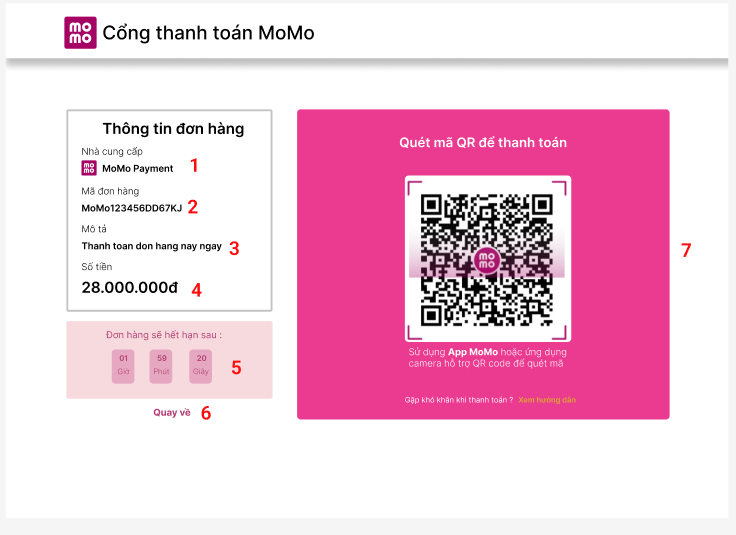 momo Cổng thanh toán MoMo
Thông tin đơn hàng
Nhà cung cấp
momo MoMo Payment 1
Mã đơn hàng
MoMo123456DD67KJ 2
Mô tả
Thanh toan don hang nay ngay 3
Số tiền
28.000.000đ 4
Đơn hàng sẽ hết hạn sau :
01 59 20
Giờ Phút Giây
5
Quay về 6
Quét mã QR để thanh toán
momo
Sử dụng App MoMo hoặc ứng dụng
camera hỗ trợ QR code để quét mã
Gặp khó khăn khi thanh toán ? Xem hướng dẫn
7